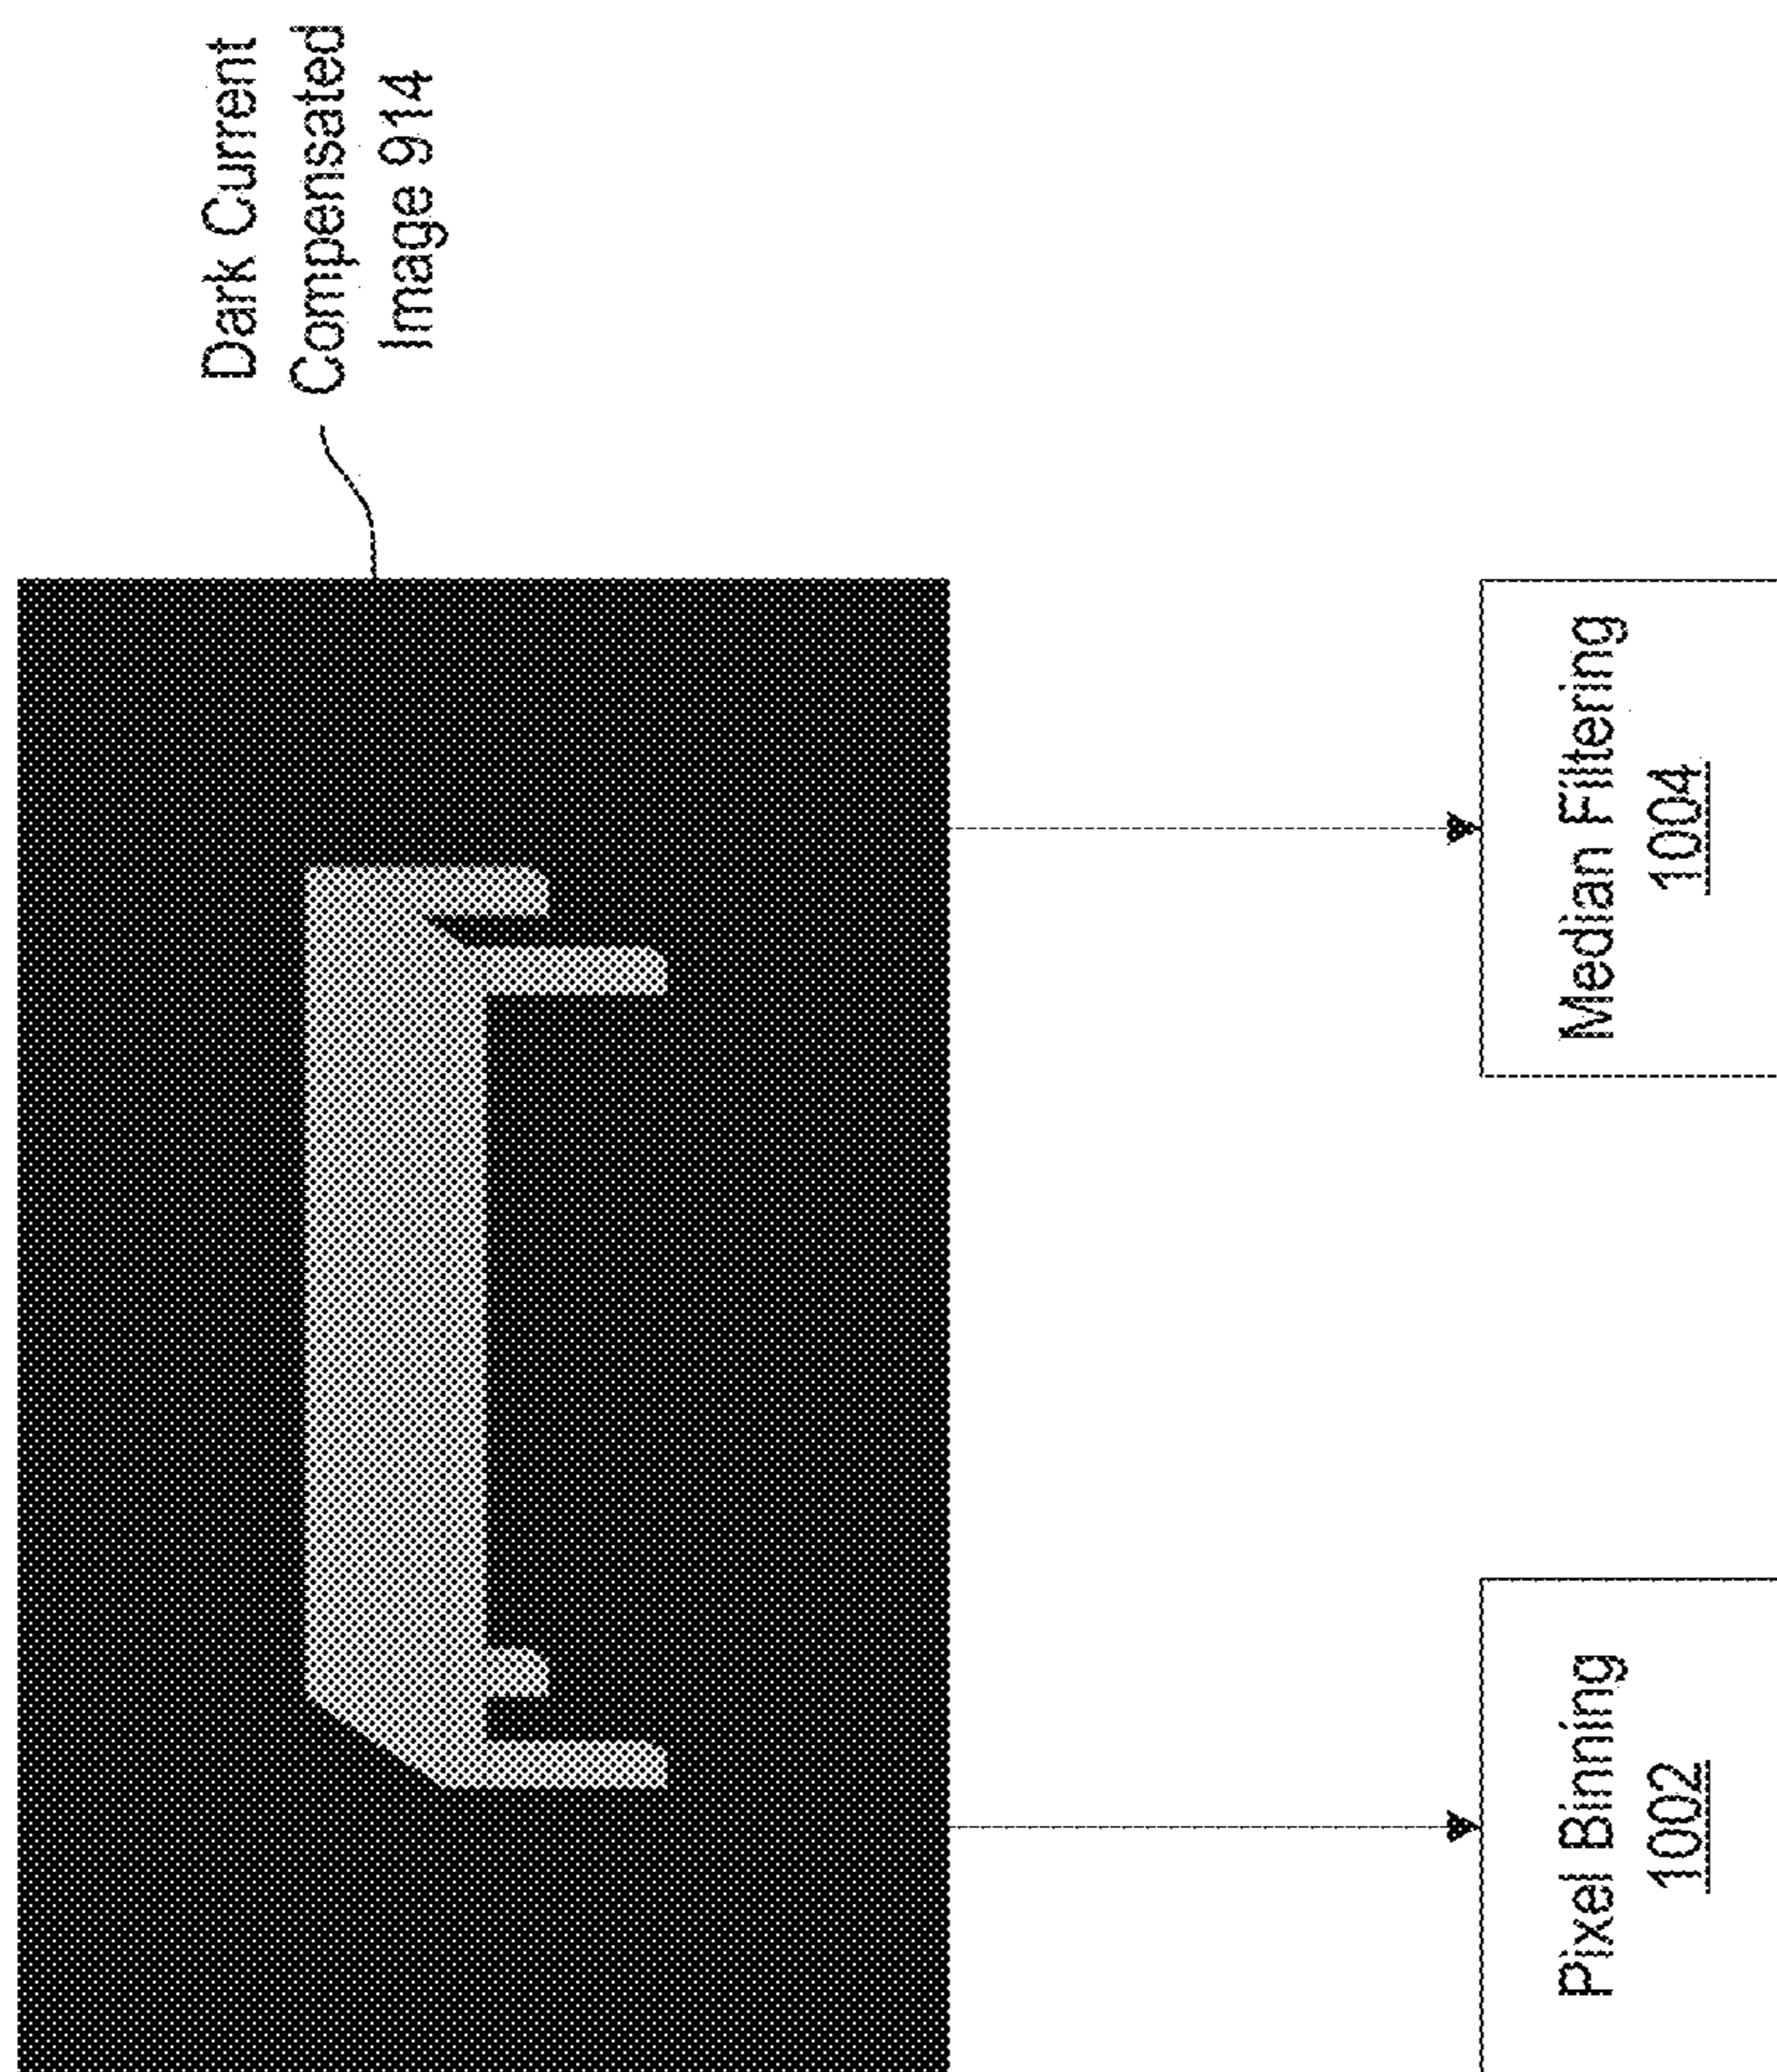 Dark Current
Compensated
Image 914
Pixel Binning
1002
Median Filtering
1004